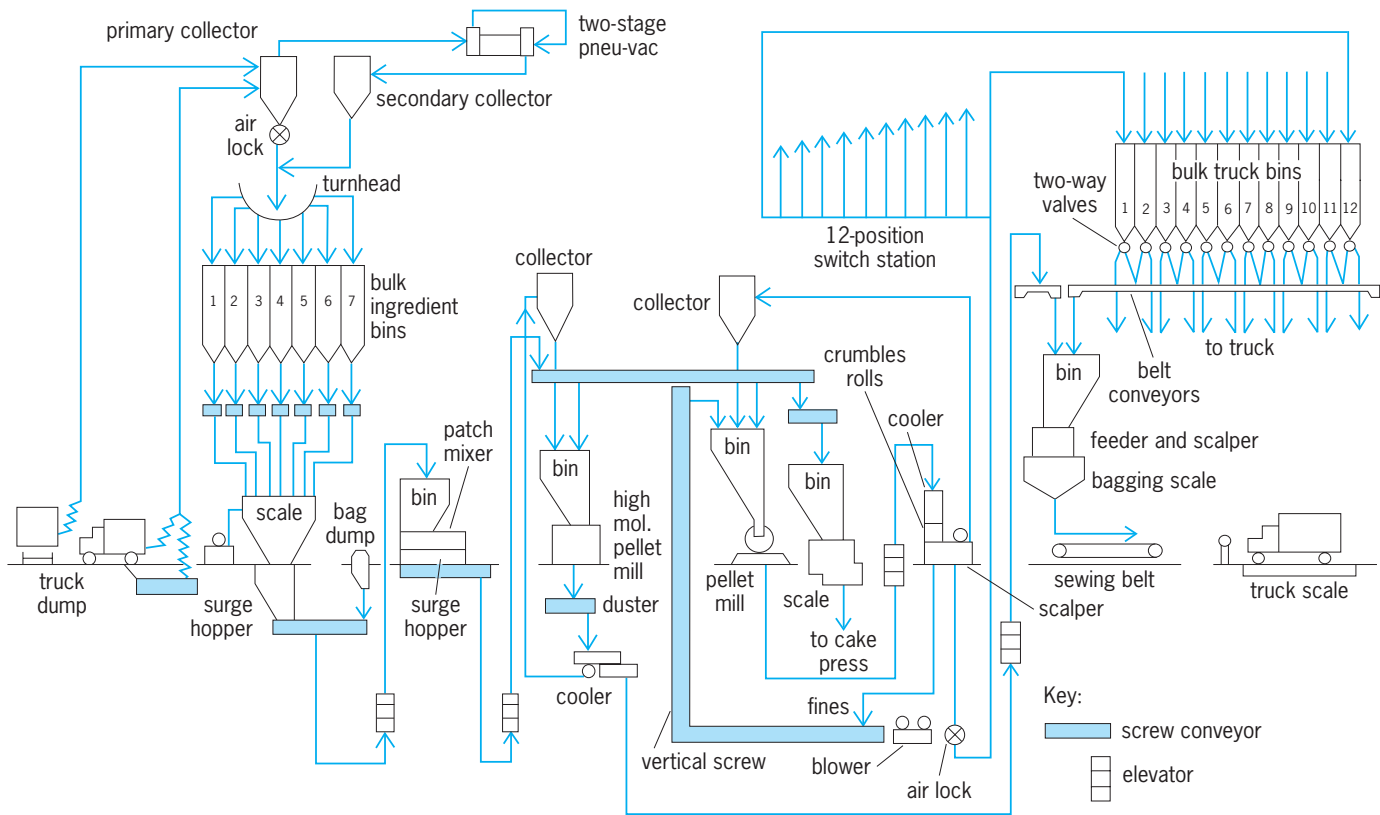 primary collector
two-stage
pneu-vac
secondary collector
air
lock
turnhead
1 2 3 4 5 6 7
bulk
ingredient
bins
scale
bag
dump
truck
dump
surge
hopper
patch
mixer
bin
surge
hopper
collector
bin
high
mol.
pellet
mill
duster
cooler
collector
bin
pellet
mill
bin
scale
to cake
press
crumbles
rolls
cooler
scalper
fines
vertical screw
blower
air lock
12-position
switch station
two-way
valves
bulk truck bins
1 2 3 4 5 6 7 8 9 10 11 12
to truck
belt
conveyors
bin
feeder and scalper
bagging scale
sewing belt
truck scale
Key:
screw conveyor
elevator